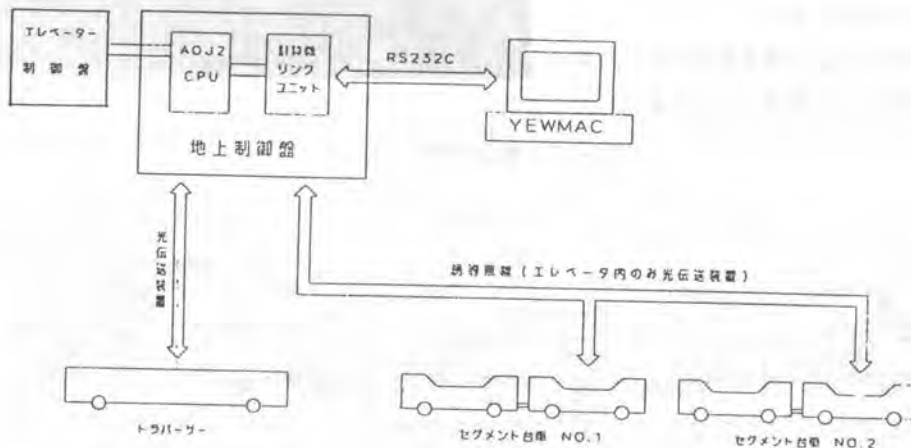 エレベーター
制御盤
AOJ2
CPU
計算機
リンク
ユニット
地上制御盤
RS232C
YEWMAC
光伝送装置
誘導無線（エレベータ内のみ光伝送装置）
トラバーサー
セグメント台車 NO.1
セグメント台車 NO.2